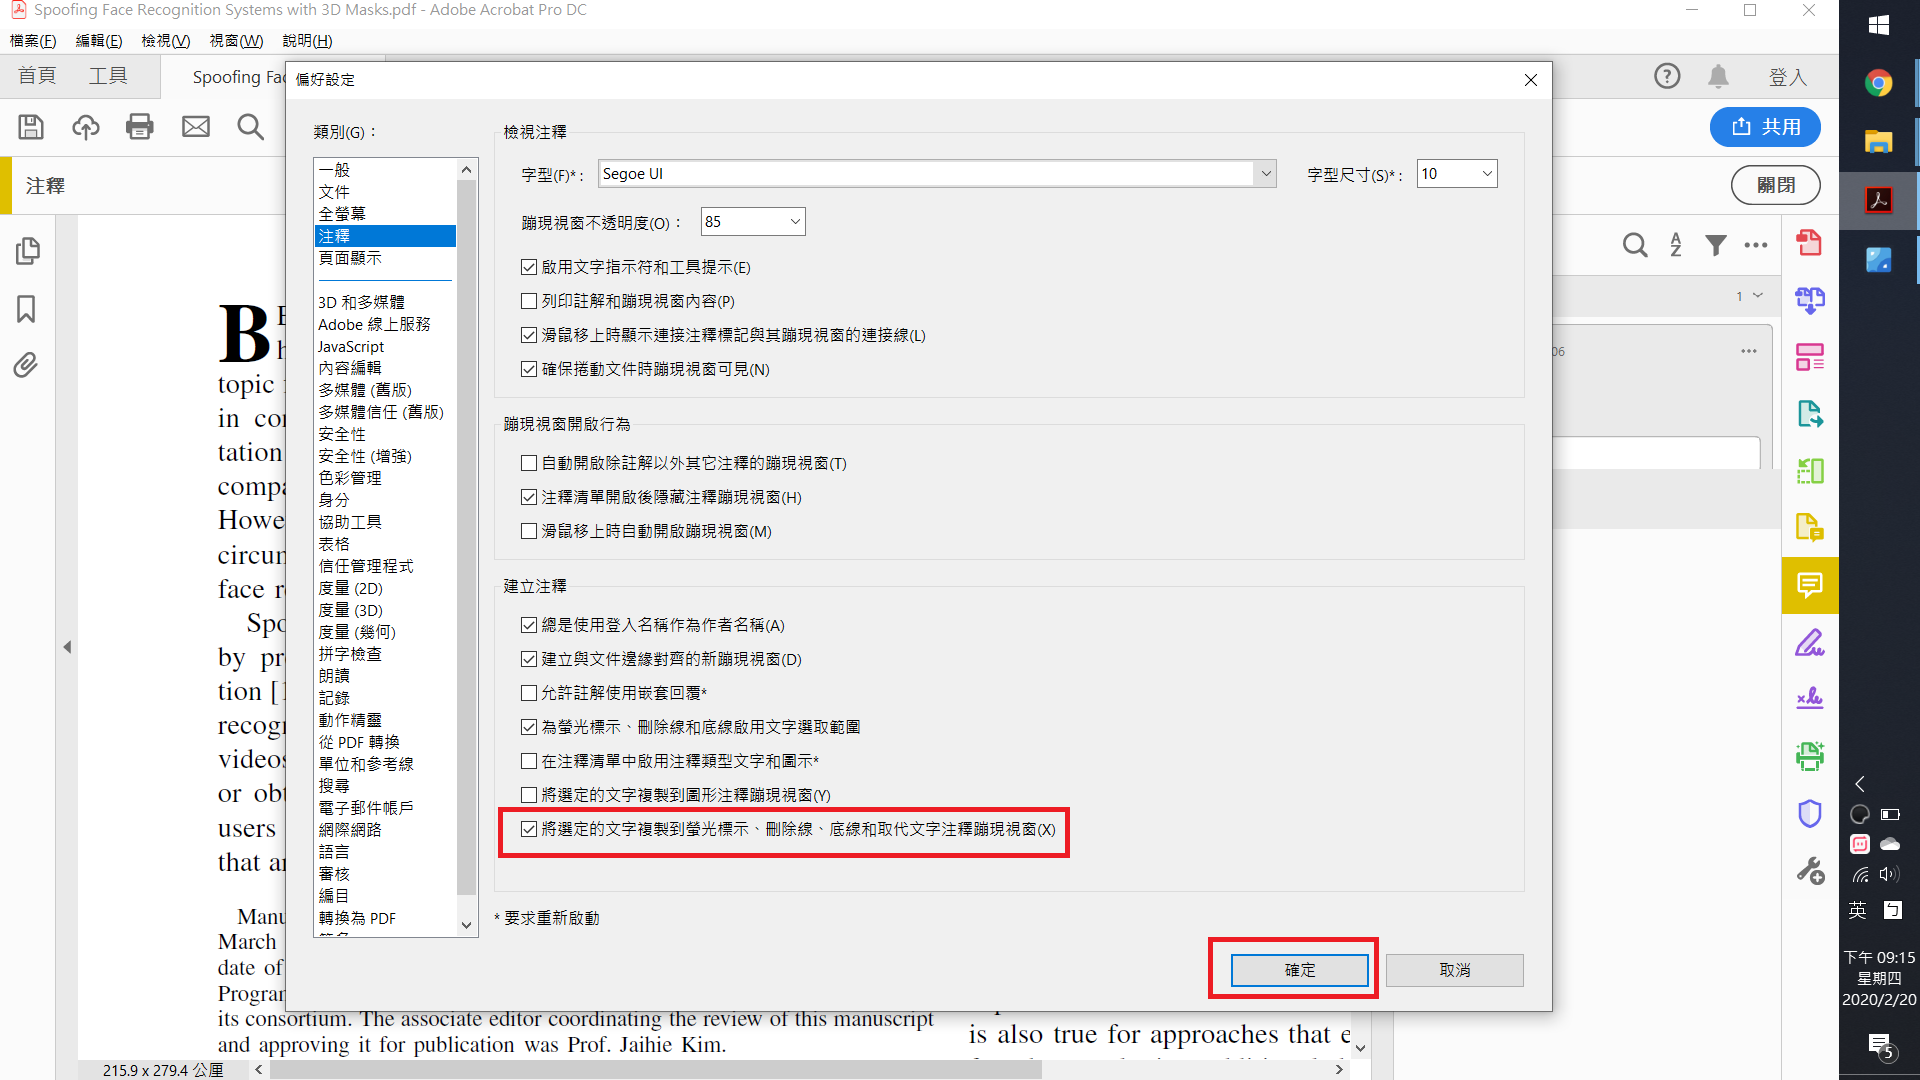 Spoofing Face Recognition Systems with 3D Masks.pdf - Adobe Acrobat Pro DC
檔案(F) 編輯(E) 檢視(V) 視窗(W) 說明(H)
首頁 工具 Spoofing Fac
登入
共用
注釋
關閉
偏好設定
類別(G)：
一般
文件
全螢幕
注釋
頁面顯示
3D 和多媒體
Adobe 線上服務
JavaScript
內容編輯
多媒體 (舊版)
多媒體信任 (舊版)
安全性
安全性 (增強)
色彩管理
身分
協助工具
表格
信任管理程式
度量 (2D)
度量 (3D)
度量 (幾何)
拼字檢查
朗讀
記錄
動作精靈
從 PDF 轉換
單位和參考線
搜尋
電子郵件帳戶
網際網路
語言
審核
編目
轉換為 PDF
檢視注釋
字型(F)*： Segoe UI 字型尺寸(S)*： 10
蹦現視窗不透明度(O)： 85
啟用文字指示符和工具提示(E)
列印註解和蹦現視窗內容(P)
滑鼠移上時顯示連接注釋標記與其蹦現視窗的連接線(L)
確保捲動文件時蹦現視窗可見(N)
蹦現視窗開啟行為
自動開啟除註解以外其它注釋的蹦現視窗(T)
注釋清單開啟後隱藏注釋蹦現視窗(H)
滑鼠移上時自動開啟蹦現視窗(M)
建立注釋
總是使用登入名稱作為作者名稱(A)
建立與文件邊緣對齊的新蹦現視窗(D)
允許註解使用嵌套回覆*
為螢光標示、刪除線和底線啟用文字選取範圍
在注釋清單中啟用注釋類型文字和圖示*
將選定的文字複製到圖形注釋蹦現視窗(Y)
將選定的文字複製到螢光標示、刪除線、底線和取代文字注釋蹦現視窗(X)
* 要求重新啟動
確定 取消
1
06
B
topic
in co
tation
compa
Howe
circun
face r
Spo
by pr
tion [1
recogn
videos
or obt
users
that a
Manu
March
date of
Program
its consortium. The associate editor coordinating the review of this manuscript
and approving it for publication was Prof. Jaihie Kim.
is also true for approaches that e
215.9 x 279.4 公厘
英 ㄅ
下午 09:15
星期四
2020/2/20
5